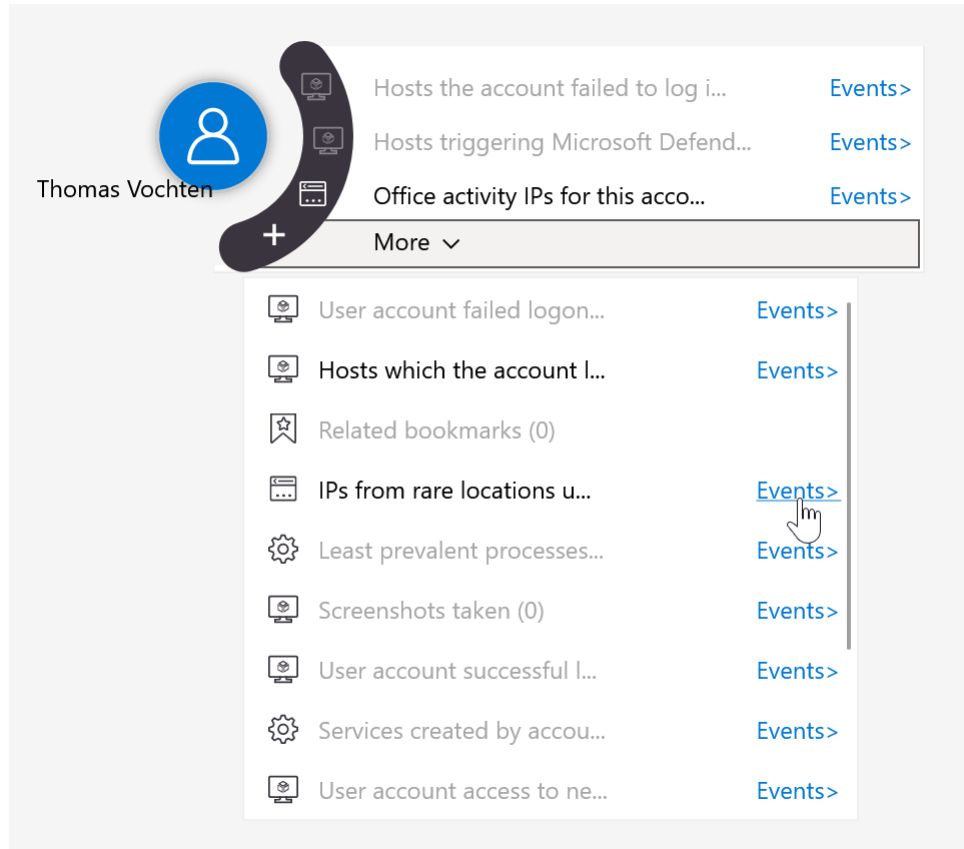 Hosts the account failed to log i... Events>
Hosts triggering Microsoft Defend... Events>
Thomas Vochten
Office activity IPs for this acco... Events>
More
User account failed logon... Events>
Hosts which the account l... Events>
Related bookmarks (0)
IPs from rare locations u... Events>
Least prevalent processes... Events>
Screenshots taken (0) Events>
User account successful l... Events>
Services created by accou... Events>
User account access to ne... Events>